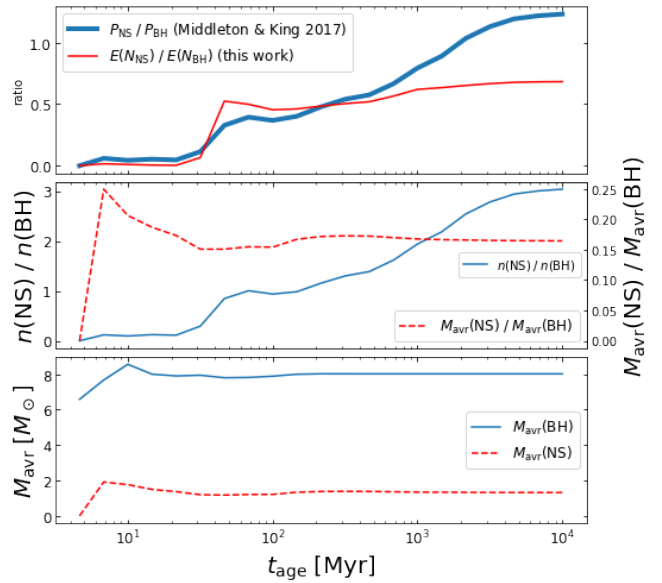 P_NS / P_BH (Middleton & King 2017)
E(N_NS) / E(N_BH) (this work)
ratio
1.0
0.5
0.0
n(NS) / n(BH)
3
2
1
0
n(NS) / n(BH)
M_avr(NS) / M_avr(BH)
0.25
0.20
0.15
0.10
0.05
0.00
M_avr(NS) / M_avr(BH)
M_avr [M_⊙]
8
6
4
2
0
M_avr(BH)
M_avr(NS)
10^1
10^2
10^3
10^4
t_age [Myr]